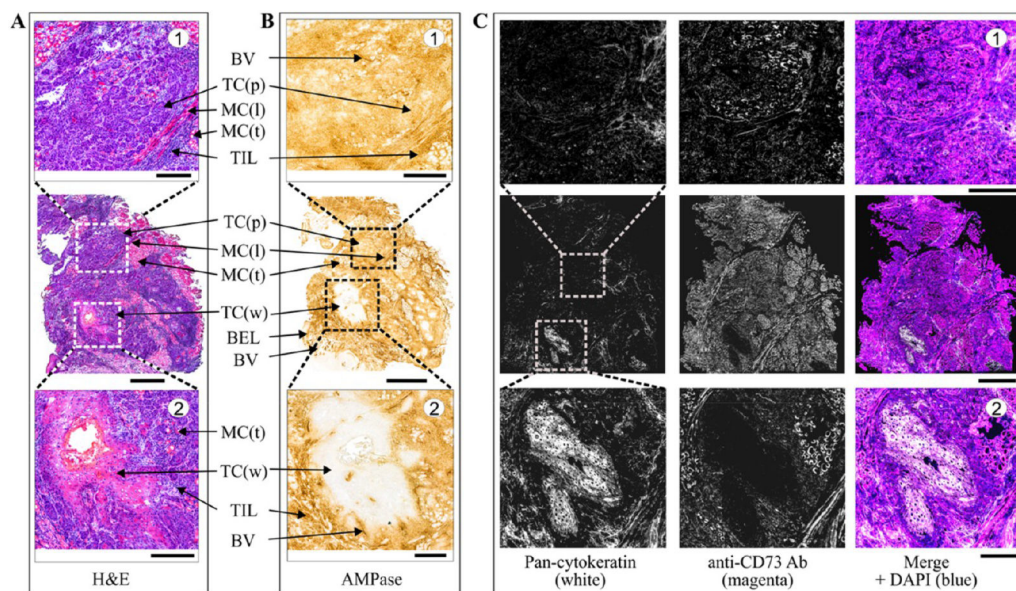 A
B
C
1
1
1
BV
TC(p)
MC(l)
MC(t)
TIL
TC(p)
MC(l)
MC(t)
TC(w)
BEL
BV
2
2
2
MC(t)
TC(w)
TIL
BV
H&E
AMPase
Pan-cytokeratin
(white)
anti-CD73 Ab
(magenta)
Merge
+ DAPI (blue)